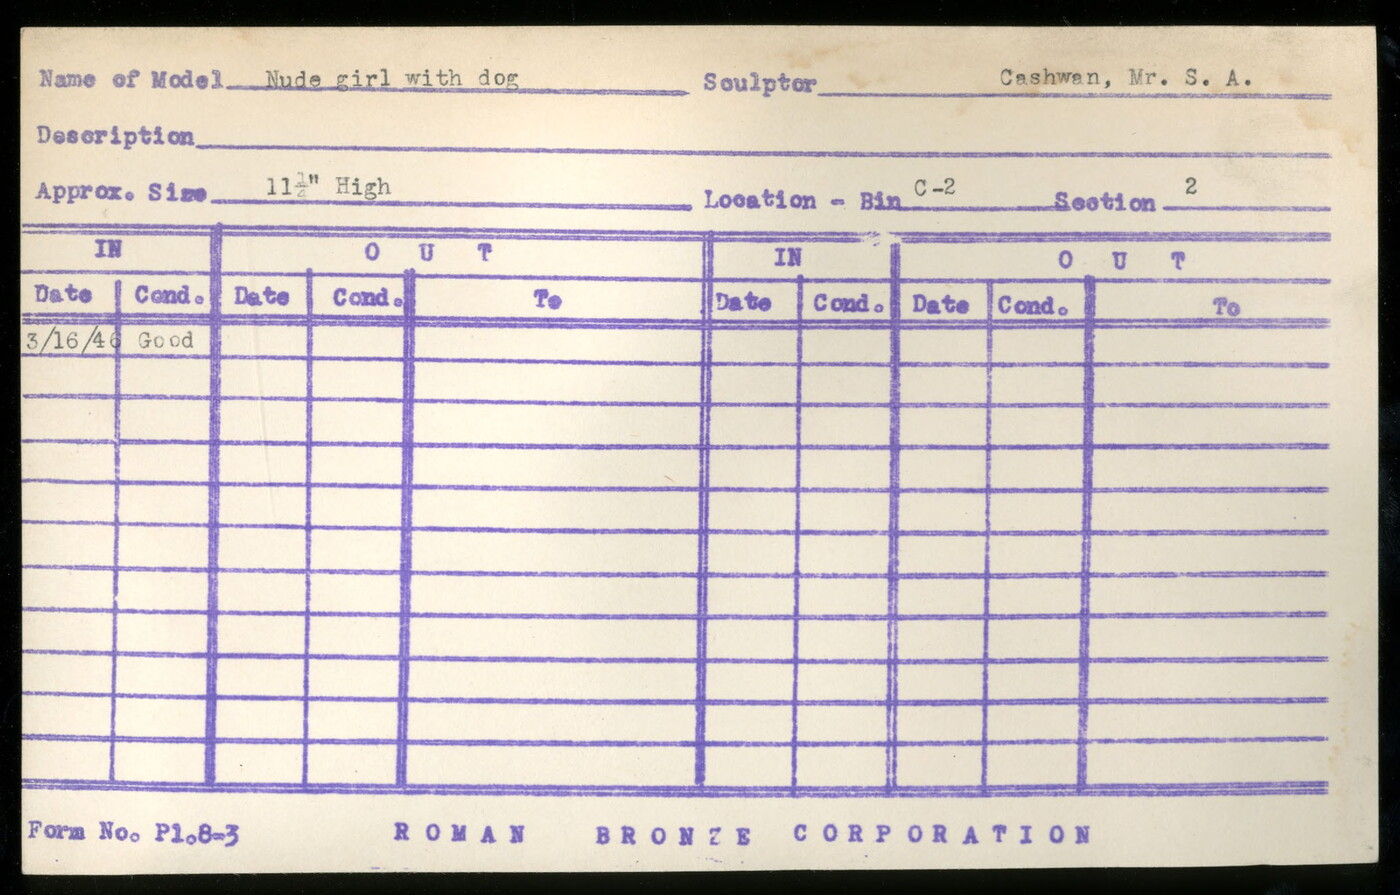 Name of Model Nude girl with dog Sculptor Cashwan, Mr. S. A.
Description
Approx. Size 11½" High Location - Bin C-2 Section 2
IN O U T IN O U T
Date Cond. Date Cond. To Date Cond. Date Cond. To
3/16/46 Good
Form No. P1.8-3 ROMAN BRONZE CORPORATION